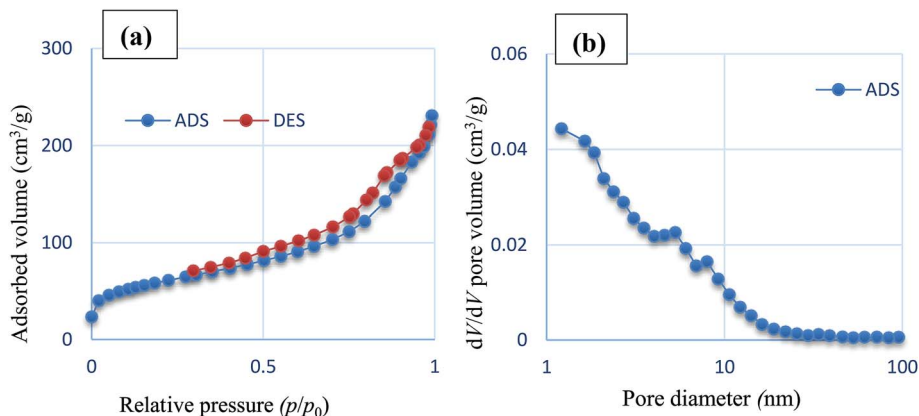 (a)
300
200
100
0
0
0.5
1
ADS
DES
Adsorbed volume (cm³/g)
Relative pressure (p/p₀)
(b)
0.06
0.04
0.02
0
1
10
100
ADS
dV/dV pore volume (cm³/g)
Pore diameter (nm)